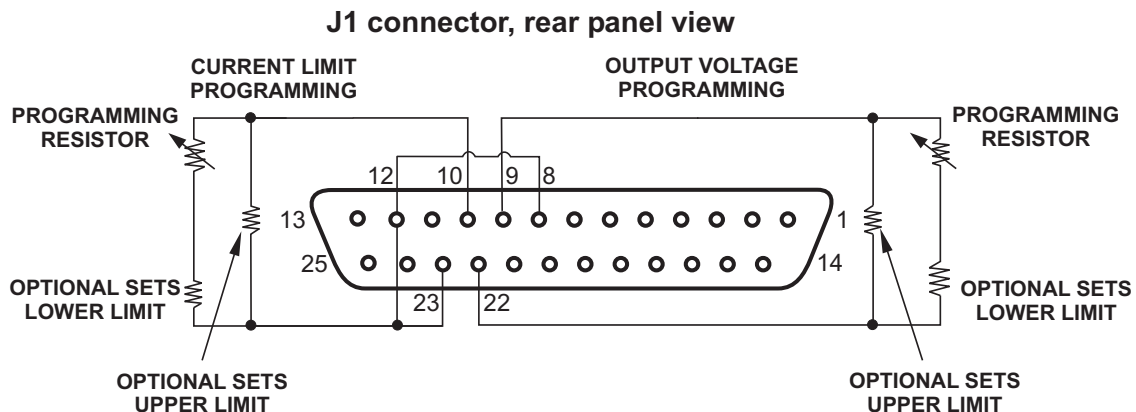 J1 connector, rear panel view
CURRENT LIMIT
PROGRAMMING
OUTPUT VOLTAGE
PROGRAMMING
PROGRAMMING
RESISTOR
PROGRAMMING
RESISTOR
12 10 9 8
13 1
25 14
23 22
OPTIONAL SETS
LOWER LIMIT
OPTIONAL SETS
LOWER LIMIT
OPTIONAL SETS
UPPER LIMIT
OPTIONAL SETS
UPPER LIMIT